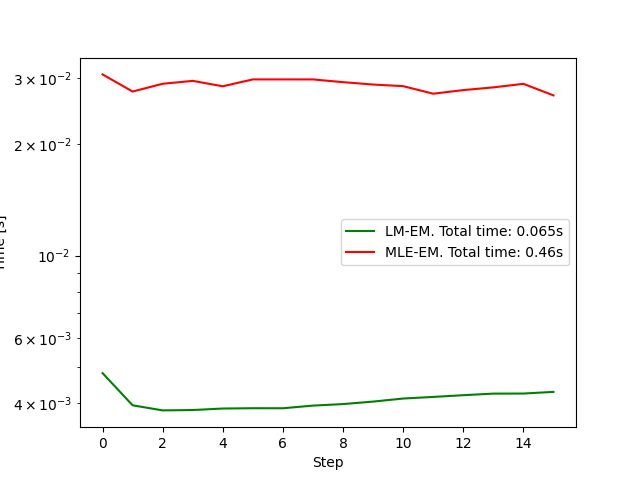 3 × 10⁻²
2 × 10⁻²
10⁻²
6 × 10⁻³
4 × 10⁻³
LM-EM. Total time: 0.065s
MLE-EM. Total time: 0.46s
0 2 4 6 8 10 12 14
Step